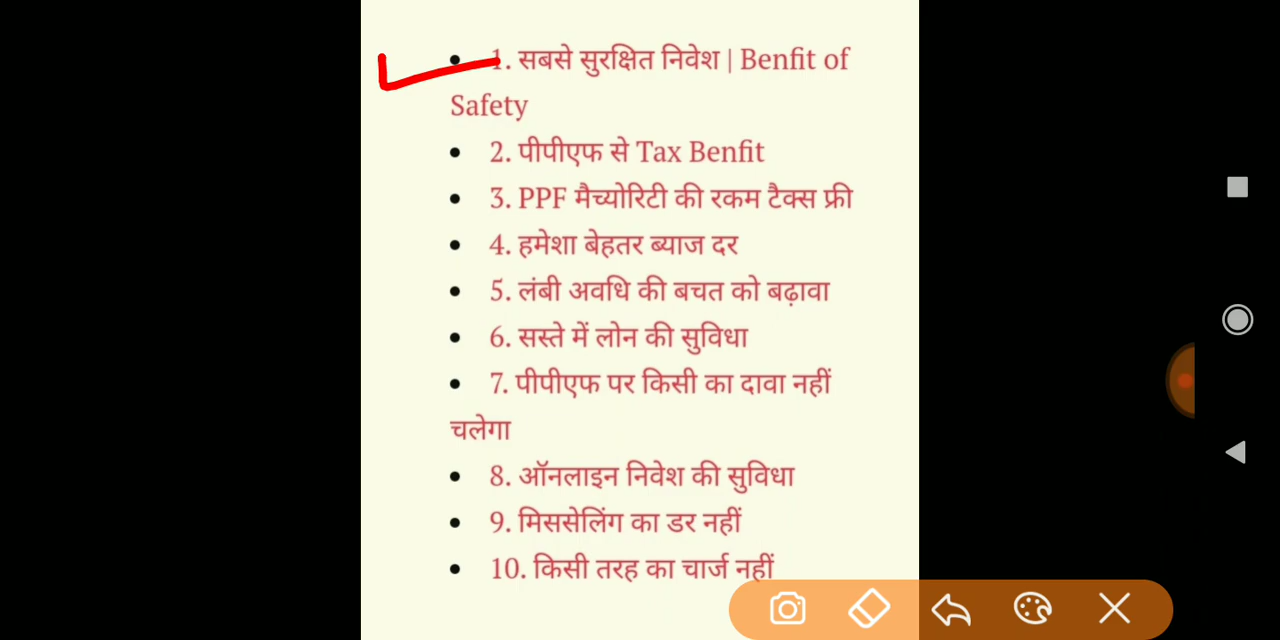 1. सबसे सुरक्षित निवेश | Benfit of
Safety
2. पीपीएफ से Tax Benfit
3. PPF मैच्योरिटी की रकम टैक्स फ्री
4. हमेशा बेहतर ब्याज दर
5. लंबी अवधि की बचत को बढ़ावा
6. सस्ते में लोन की सुविधा
7. पीपीएफ पर किसी का दावा नहीं
चलेगा
8. ऑनलाइन निवेश की सुविधा
9. मिससेलिंग का डर नहीं
10. किसी तरह का चार्ज नहीं